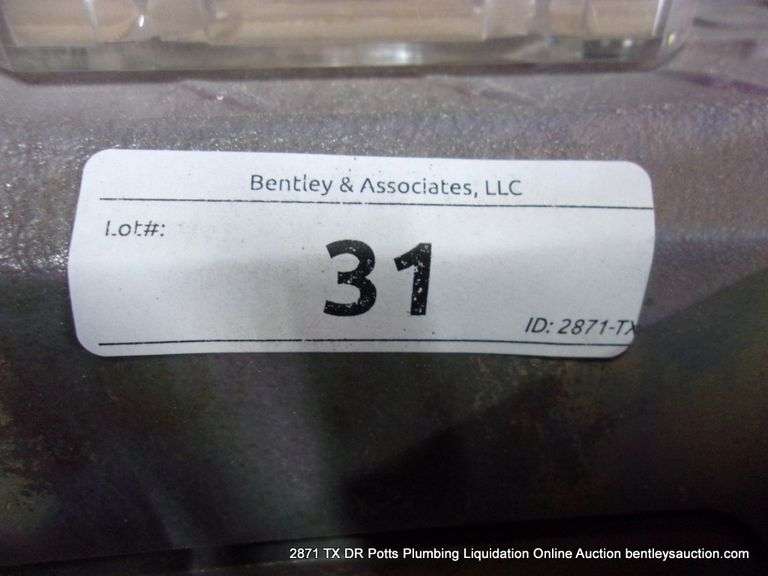 Bentley & Associates, LLC
Lot#:
31
ID: 2871-TX
2871 TX DR Potts Plumbing Liquidation Online Auction bentleysauction.com